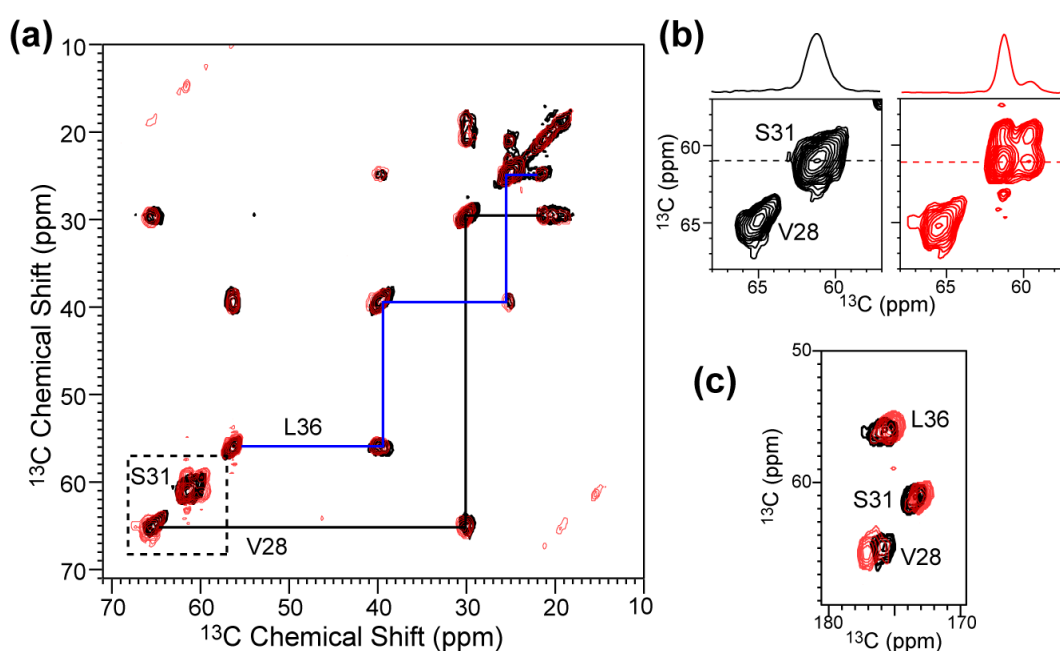 (a)
10
20
30
40
50
60
70
13C Chemical Shift (ppm)
L36
S31
V28
70 60 50 40 30 20 10
13C Chemical Shift (ppm)
(b)
S31
V28
60
65
13C (ppm)
65 60
13C (ppm)
65 60
13C (ppm)
(c)
50
60
13C (ppm)
L36
S31
V28
180 170
13C (ppm)